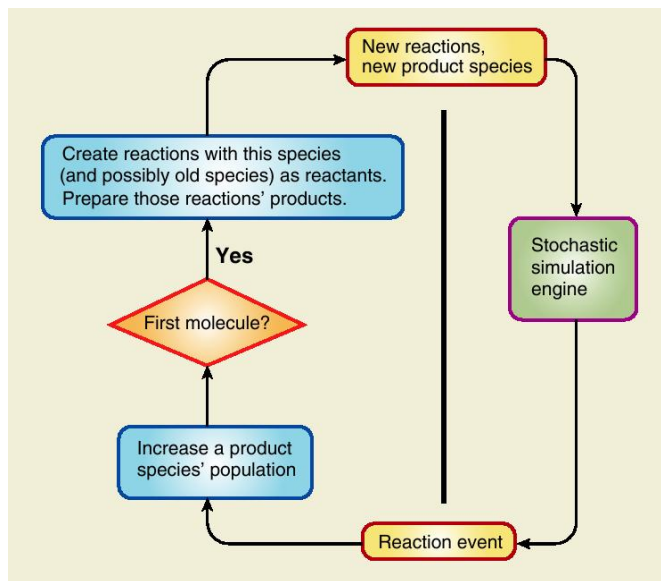 New reactions,
new product species
Create reactions with this species
(and possibly old species) as reactants.
Prepare those reactions’ products.
Yes
Stochastic
simulation
engine
First molecule?
Increase a product
species’ population
Reaction event